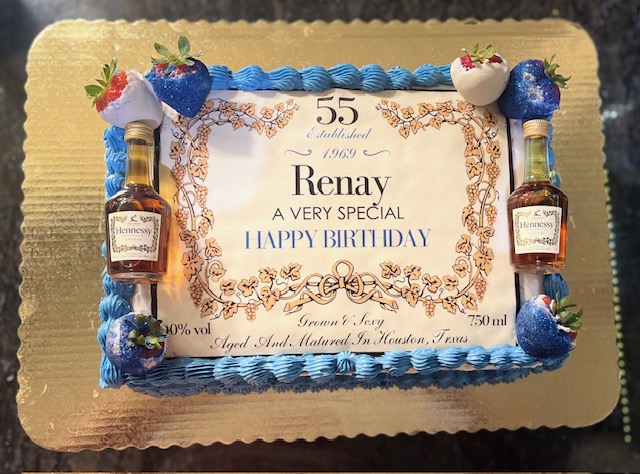 55
Established
1969
Renay
A VERY SPECIAL
HAPPY BIRTHDAY
Grown & Sexy
40% vol
750 ml
Aged And Matured In Houston, Trxas
Hennessy
Hennessy